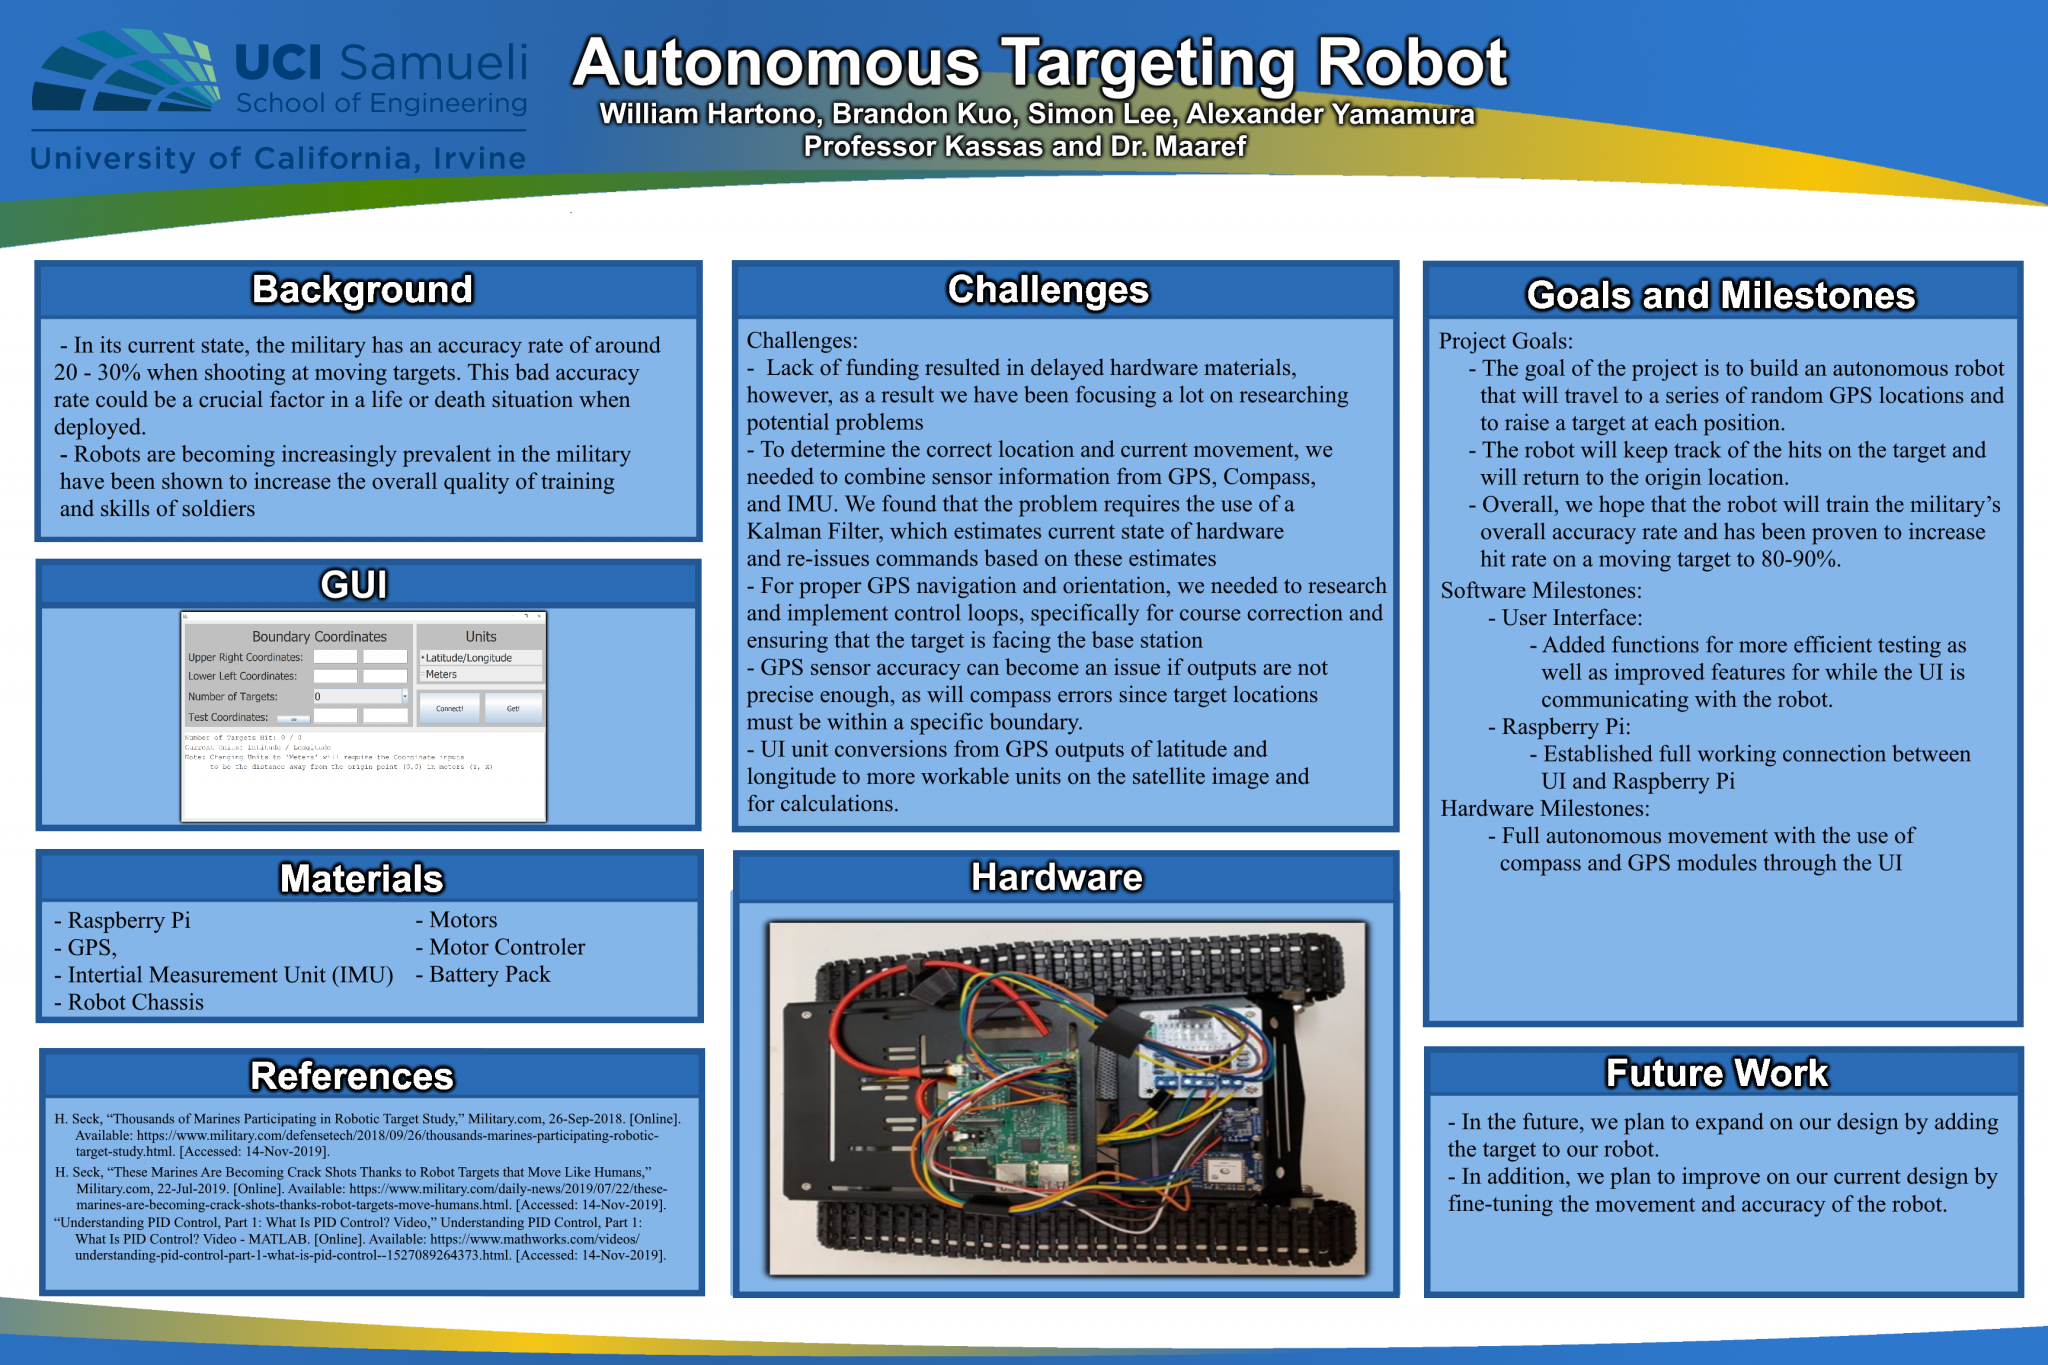 UCI Samueli
School of Engineering
University of California, Irvine
Autonomous Targeting Robot
William Hartono, Brandon Kuo, Simon Lee, Alexander Yamamura
Professor Kassas and Dr. Maaref
Background
- In its current state, the military has an accuracy rate of around
20 - 30% when shooting at moving targets. This bad accuracy
rate could be a crucial factor in a life or death situation when
deployed.
- Robots are becoming increasingly prevalent in the military
have been shown to increase the overall quality of training
and skills of soldiers
GUI
Boundary Coordinates
Upper Right Coordinates:
Lower Left Coordinates:
Number of Targets:
0
Test Coordinates:
Units
Latitude/Longitude
Meters
Connect!
Get!
Number of Targets Hit: 0 / 0
Current Units: Latitude / Longitude
Note: Changing Units to 'Meters' will require the Coordinate inputs
to be the distance away from the origin point (0,0) in meters (Y, X)
Materials
- Raspberry Pi
- GPS,
- Intertial Measurement Unit (IMU)
- Robot Chassis
- Motors
- Motor Controler
- Battery Pack
References
H. Seck, “Thousands of Marines Participating in Robotic Target Study,” Military.com, 26-Sep-2018. [Online].
Available: https://www.military.com/defensetech/2018/09/26/thousands-marines-participating-robotic-
target-study.html. [Accessed: 14-Nov-2019].
H. Seck, “These Marines Are Becoming Crack Shots Thanks to Robot Targets that Move Like Humans,”
Military.com, 22-Jul-2019. [Online]. Available: https://www.military.com/daily-news/2019/07/22/these-
marines-are-becoming-crack-shots-thanks-robot-targets-move-humans.html. [Accessed: 14-Nov-2019].
“Understanding PID Control, Part 1: What Is PID Control? Video,” Understanding PID Control, Part 1:
What Is PID Control? Video - MATLAB. [Online]. Available: https://www.mathworks.com/videos/
understanding-pid-control-part-1-what-is-pid-control--1527089264373.html. [Accessed: 14-Nov-2019].
Challenges
Challenges:
- Lack of funding resulted in delayed hardware materials,
however, as a result we have been focusing a lot on researching
potential problems
- To determine the correct location and current movement, we
needed to combine sensor information from GPS, Compass,
and IMU. We found that the problem requires the use of a
Kalman Filter, which estimates current state of hardware
and re-issues commands based on these estimates
- For proper GPS navigation and orientation, we needed to research
and implement control loops, specifically for course correction and
ensuring that the target is facing the base station
- GPS sensor accuracy can become an issue if outputs are not
precise enough, as will compass errors since target locations
must be within a specific boundary.
- UI unit conversions from GPS outputs of latitude and
longitude to more workable units on the satellite image and
for calculations.
Hardware
Goals and Milestones
Project Goals:
- The goal of the project is to build an autonomous robot
that will travel to a series of random GPS locations and
to raise a target at each position.
- The robot will keep track of the hits on the target and
will return to the origin location.
- Overall, we hope that the robot will train the military’s
overall accuracy rate and has been proven to increase
hit rate on a moving target to 80-90%.
Software Milestones:
- User Interface:
- Added functions for more efficient testing as
well as improved features for while the UI is
communicating with the robot.
- Raspberry Pi:
- Established full working connection between
UI and Raspberry Pi
Hardware Milestones:
- Full autonomous movement with the use of
compass and GPS modules through the UI
Future Work
- In the future, we plan to expand on our design by adding
the target to our robot.
- In addition, we plan to improve on our current design by
fine-tuning the movement and accuracy of the robot.